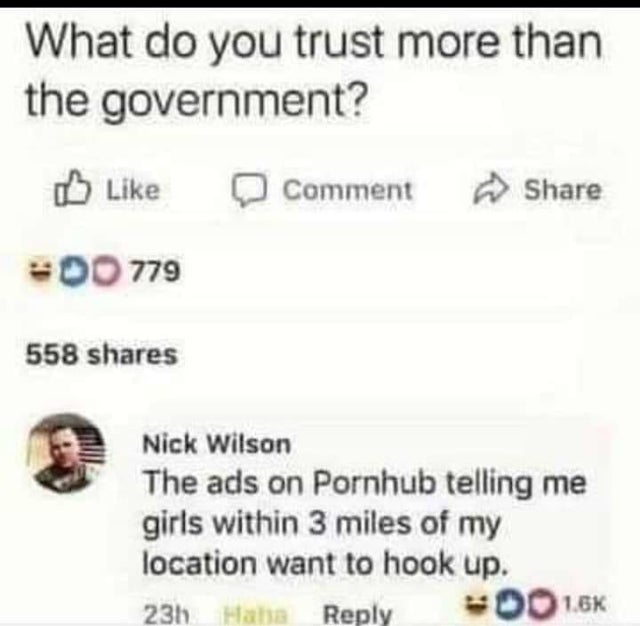 What do you trust more than
the government?
Like Comment Share
779
558 shares
Nick Wilson
The ads on Pornhub telling me
girls within 3 miles of my
location want to hook up.
23h Haha Reply 1.6K